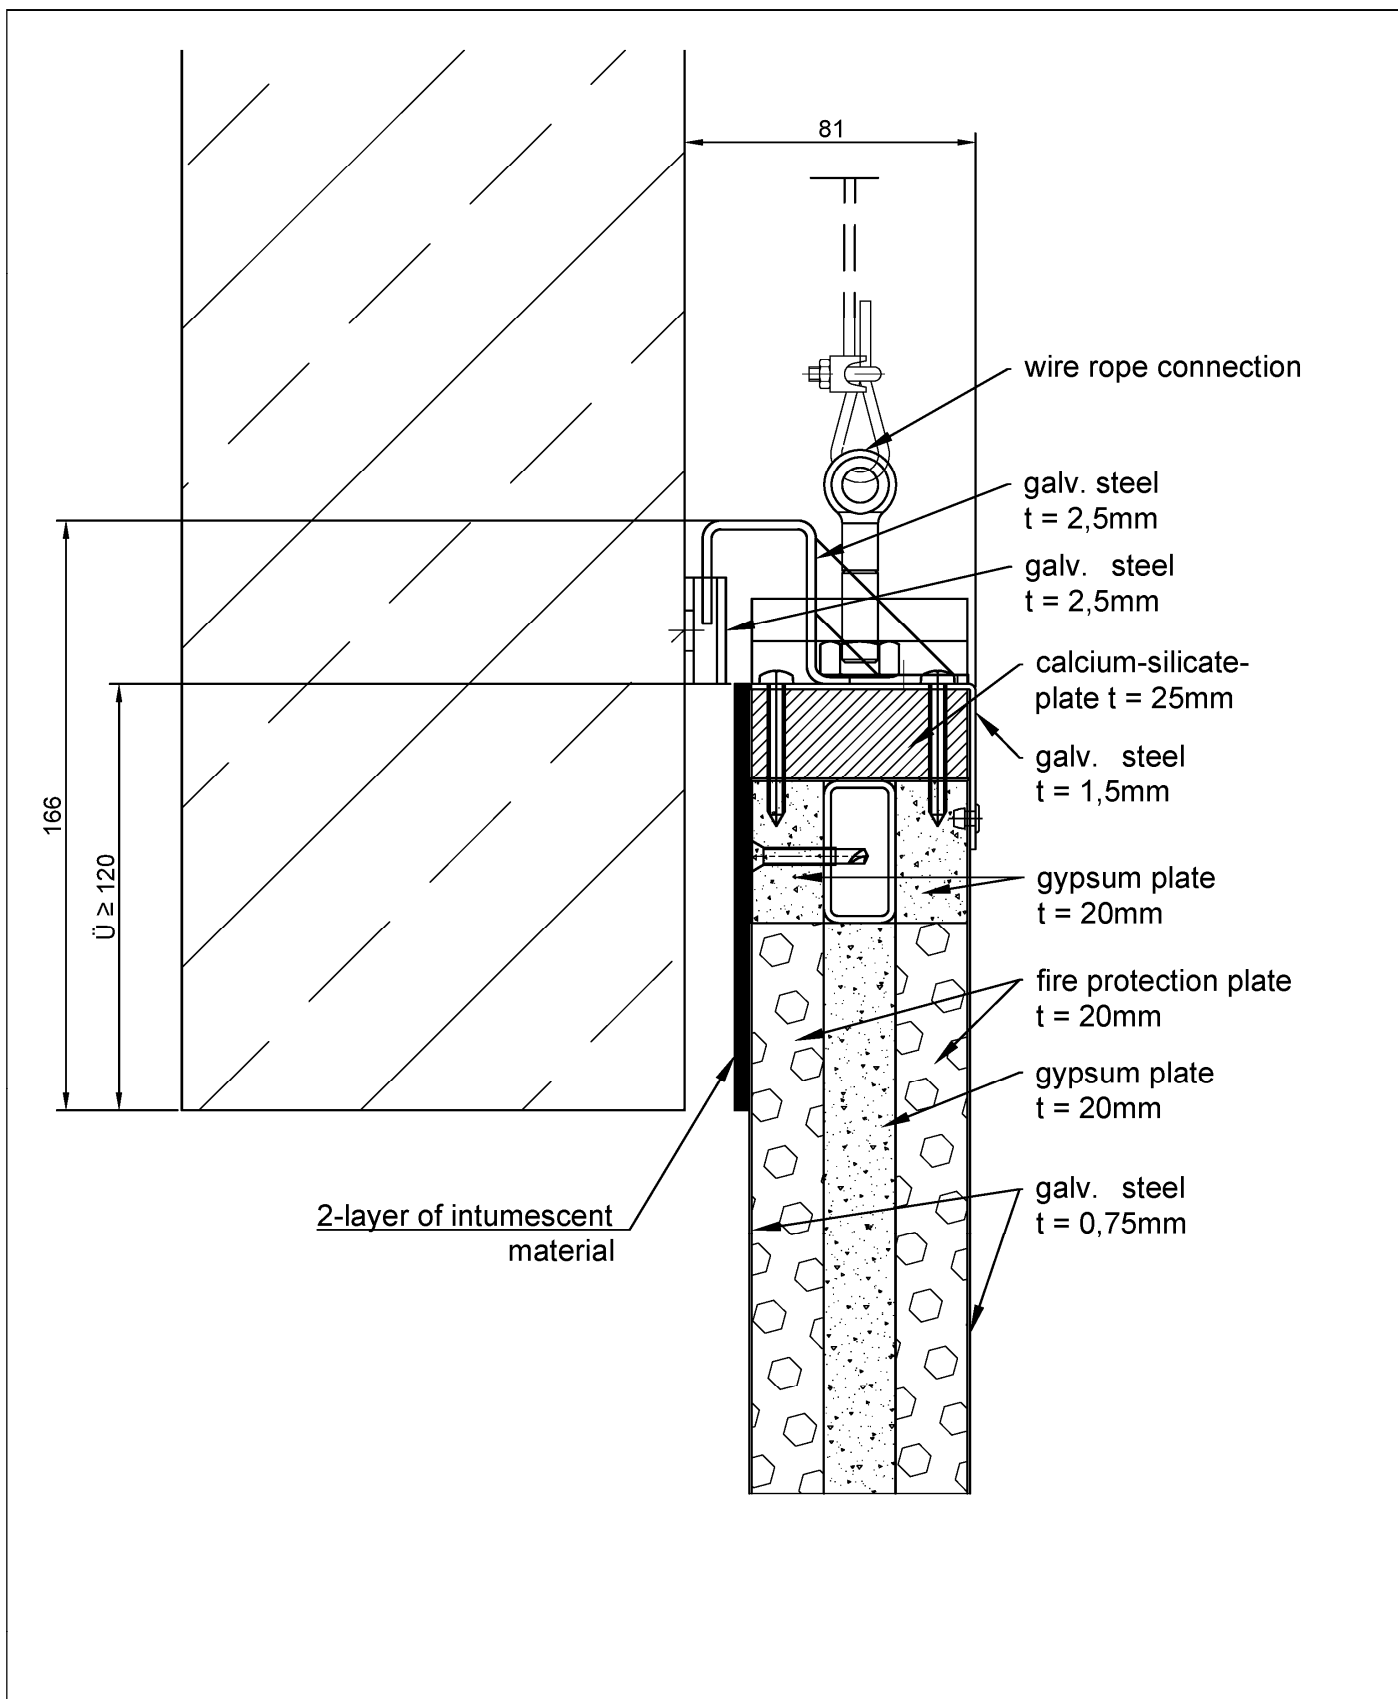 81
wire rope connection
galv. steel
t = 2,5mm
galv. steel
t = 2,5mm
calcium-silicate-
plate t = 25mm
galv. steel
t = 1,5mm
166
Ü ≥ 120
gypsum plate
t = 20mm
fire protection plate
t = 20mm
gypsum plate
t = 20mm
galv. steel
t = 0,75mm
2-layer of intumescent
material